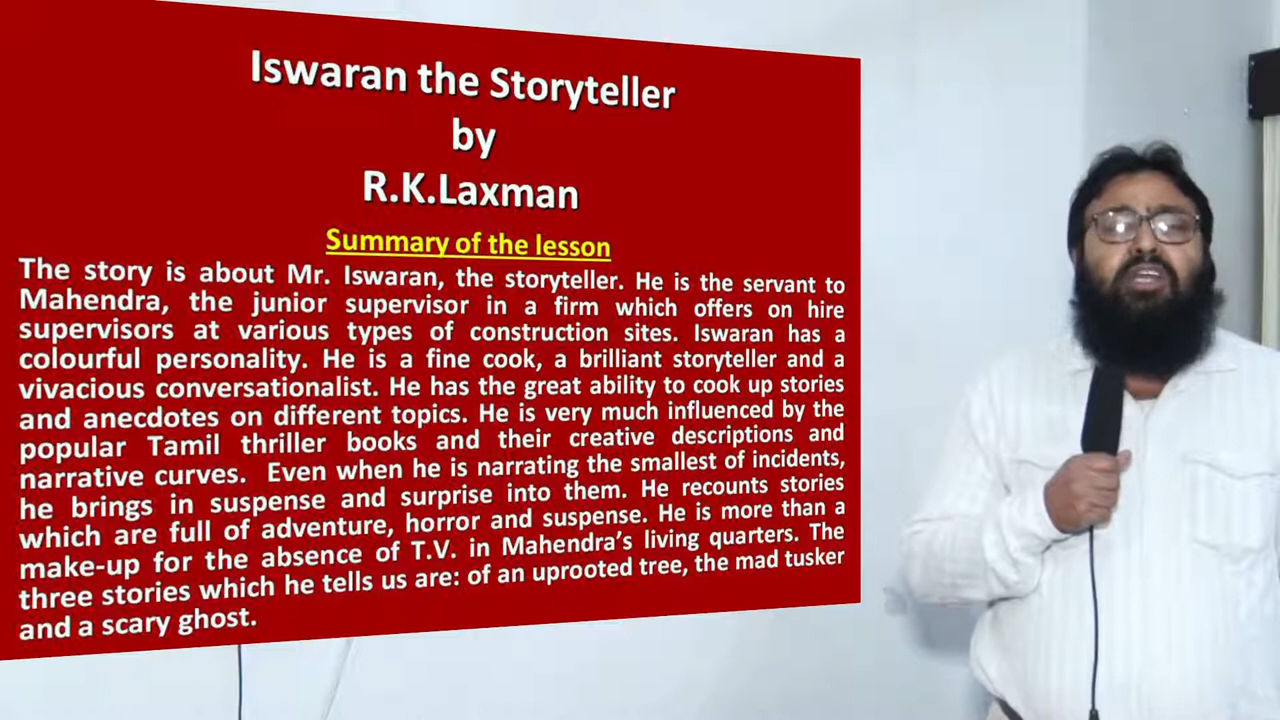 Iswaran the Storyteller
by
R.K.Laxman
Summary of the lesson
The story is about Mr. Iswaran, the storyteller. He is the servant to
Mahendra, the junior supervisor in a firm which offers on hire
supervisors at various types of construction sites. Iswaran has a
colourful personality. He is a fine cook, a brilliant storyteller and a
vivacious conversationalist. He has the great ability to cook up stories
and anecdotes on different topics. He is very much influenced by the
popular Tamil thriller books and their creative descriptions and
narrative curves. Even when he is narrating the smallest of incidents,
he brings in suspense and surprise into them. He recounts stories
which are full of adventure, horror and suspense. He is more than a
make-up for the absence of T.V. in Mahendra's living quarters. The
three stories which he tells us are: of an uprooted tree, the mad tusker
and a scary ghost.